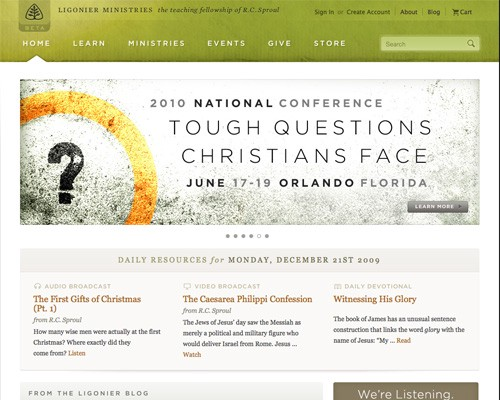 LIGONIER MINISTRIES the teaching fellowship of R.C. Sproul
Sign In or Create Account | About | Blog | Cart
BETA
HOME LEARN MINISTRIES EVENTS GIVE STORE
Search
2010 NATIONAL CONFERENCE
TOUGH QUESTIONS
CHRISTIANS FACE
?
JUNE 17-19 ORLANDO FLORIDA
LEARN MORE
DAILY RESOURCES for MONDAY, DECEMBER 21ST 2009
AUDIO BROADCAST
The First Gifts of Christmas
(Pt. 1)
from R.C. Sproul
How many wise men were actually at the first
Christmas? Where exactly did they
come from? Listen
VIDEO BROADCAST
The Caesarea Philippi Confession
from R.C. Sproul
The Jews of Jesus' day saw the Messiah as
merely a political and military figure who
would deliver Israel from Rome. Jesus ...
Watch
DAILY DEVOTIONAL
Witnessing His Glory
The book of James has an unusual sentence
construction that links the word glory with the
name of Jesus: "My ... Read
FROM THE LIGONIER BLOG
We're Listening.